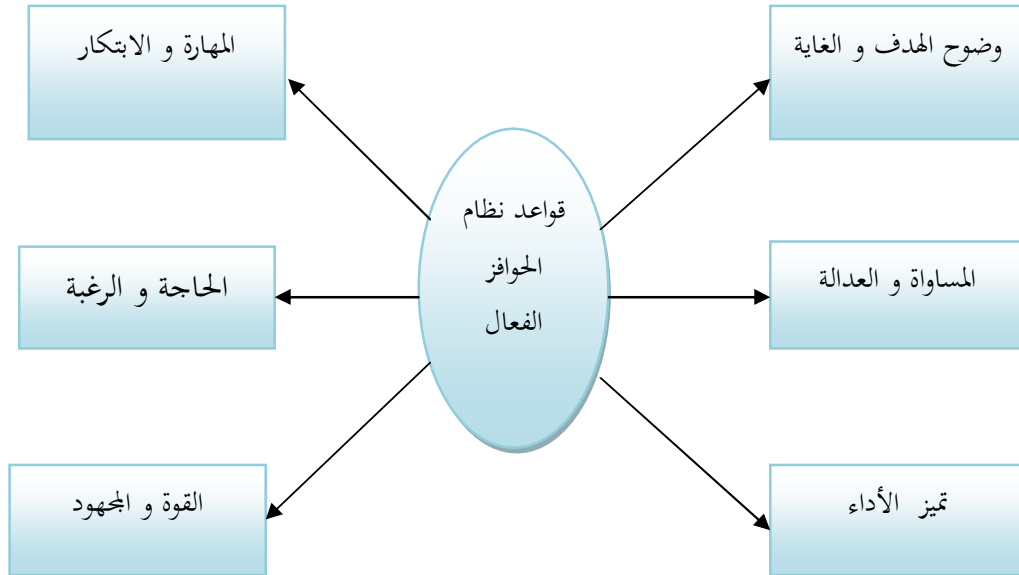 وضوح الهدف و الغاية
المهارة و الابتكار
قواعد نظام
الحوافز
الفعال
المساواة و العدالة
الحاجة و الرغبة
تميز الأداء
القوة و المجهود